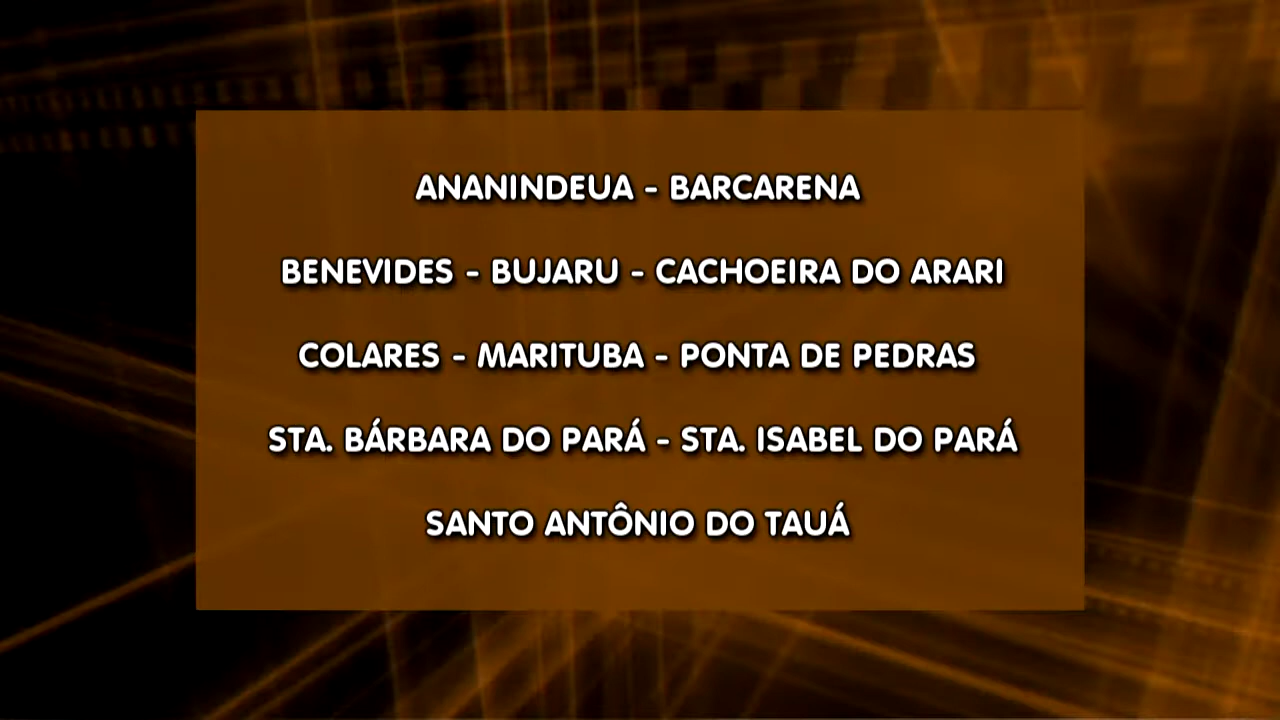 ANANINDEUA - BARCARENA
BENEVIDES - BUJARU - CACHOEIRA DO ARARI
COLARES - MARITUBA - PONTA DE PEDRAS
STA. BÁRBARA DO PARÁ - STA. ISABEL DO PARÁ
SANTO ANTÔNIO DO TAUÁ